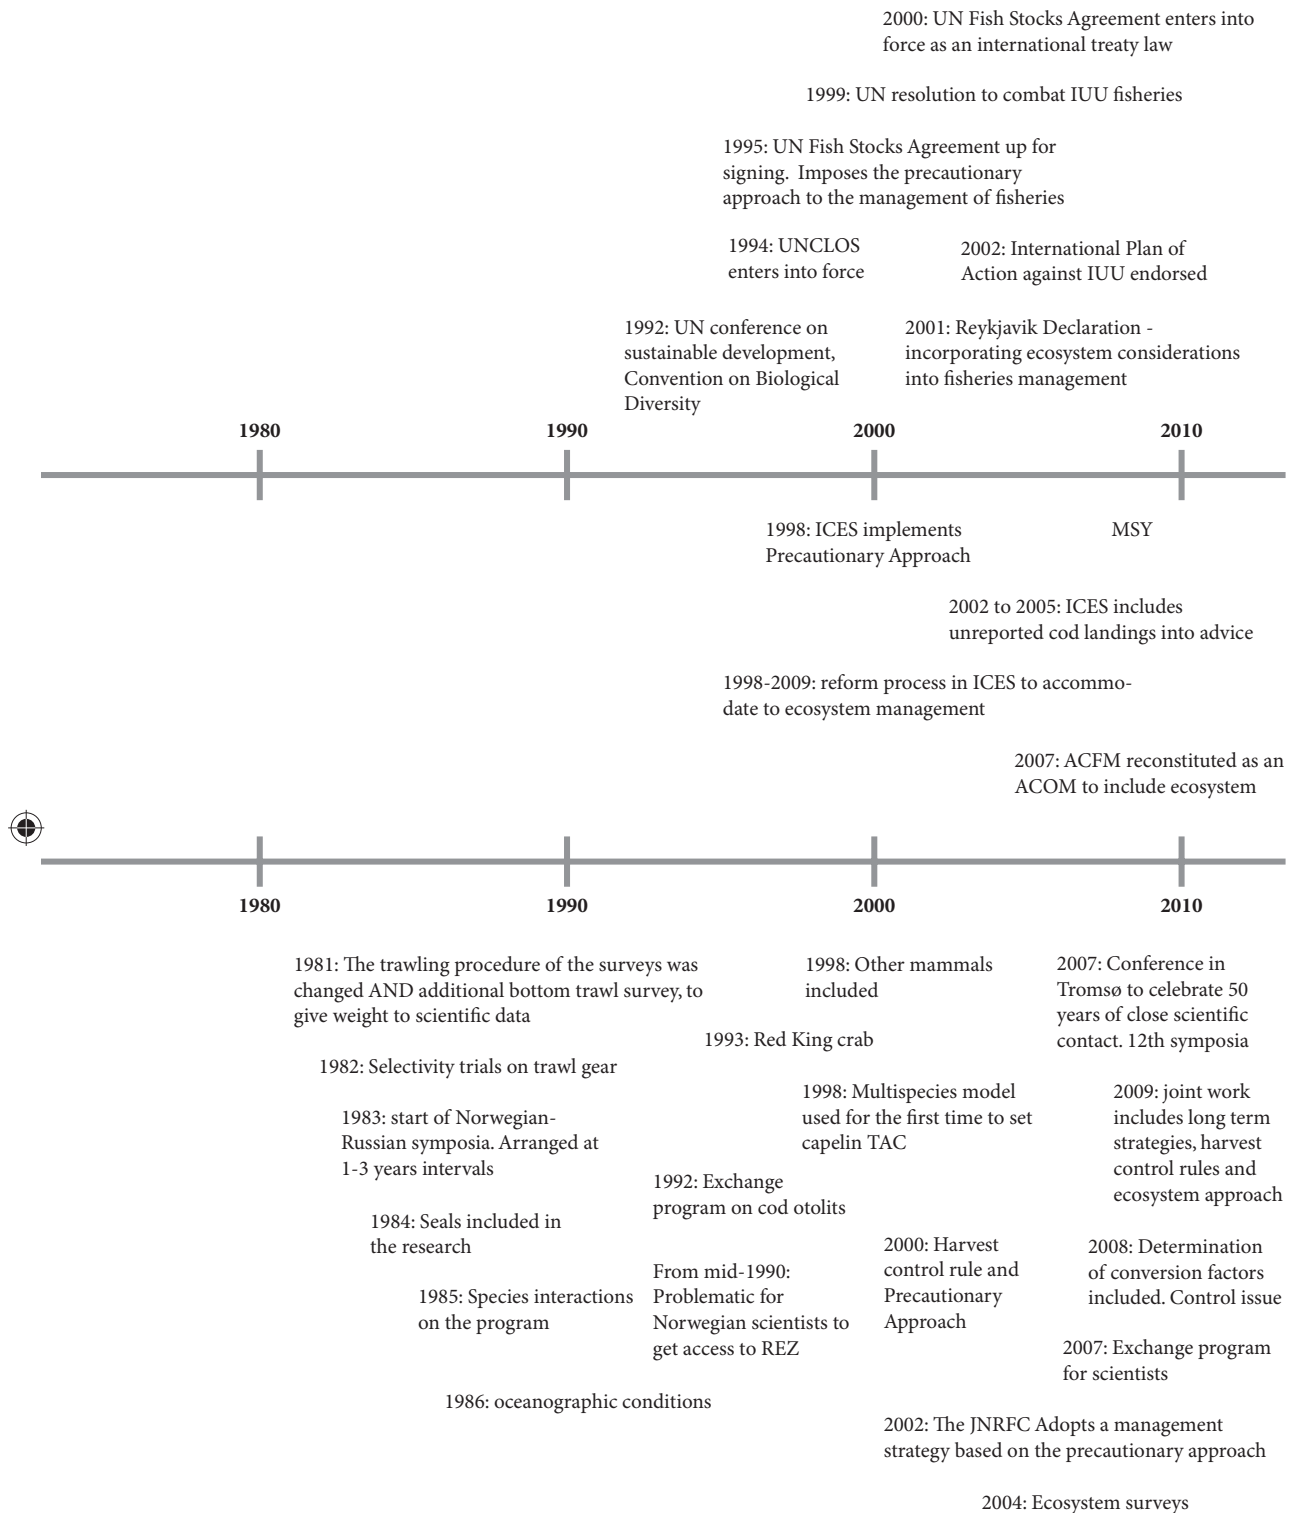 2000: UN Fish Stocks Agreement enters into
force as an international treaty law
1999: UN resolution to combat IUU fisheries
1995: UN Fish Stocks Agreement up for
signing. Imposes the precautionary
approach to the management of fisheries
1994: UNCLOS
enters into force
2002: International Plan of
Action against IUU endorsed
1992: UN conference on
sustainable development,
Convention on Biological
Diversity
2001: Reykjavik Declaration -
incorporating ecosystem considerations
into fisheries management
1980
1990
2000
2010
1998: ICES implements
Precautionary Approach
MSY
2002 to 2005: ICES includes
unreported cod landings into advice
1998-2009: reform process in ICES to accommo-
date to ecosystem management
2007: ACFM reconstituted as an
ACOM to include ecosystem
1980
1990
2000
2010
1981: The trawling procedure of the surveys was
changed AND additional bottom trawl survey, to
give weight to scientific data
1982: Selectivity trials on trawl gear
1983: start of Norwegian-
Russian symposia. Arranged at
1-3 years intervals
1984: Seals included in
the research
1985: Species interactions
on the program
1986: oceanographic conditions
1998: Other mammals
included
1993: Red King crab
1998: Multispecies model
used for the first time to set
capelin TAC
1992: Exchange
program on cod otolits
From mid-1990:
Problematic for
Norwegian scientists to
get access to REZ
2000: Harvest
control rule and
Precautionary
Approach
2007: Conference in
Tromsø to celebrate 50
years of close scientific
contact. 12th symposia
2009: joint work
includes long term
strategies, harvest
control rules and
ecosystem approach
2008: Determination
of conversion factors
included. Control issue
2007: Exchange program
for scientists
2002: The JNRFC Adopts a management
strategy based on the precautionary approach
2004: Ecosystem surveys